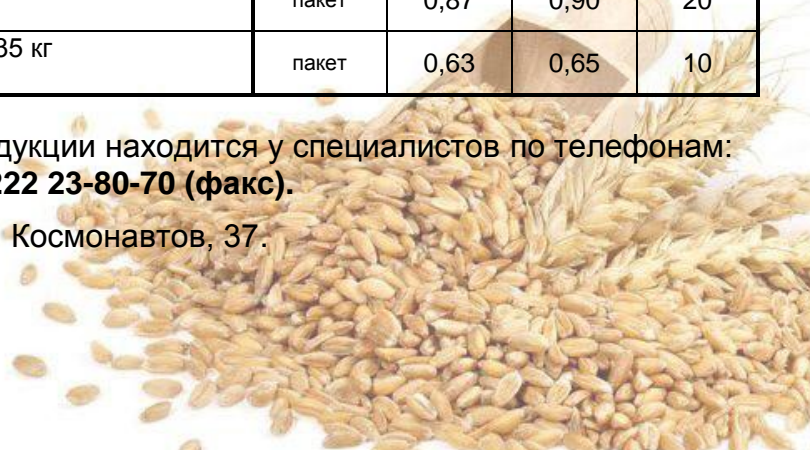 пакет 0,87 0,90 20
35 кг пакет 0,63 0,65 10
дукции находится у специалистов по телефонам:
222 23-80-70 (факс).
Космонавтов, 37.